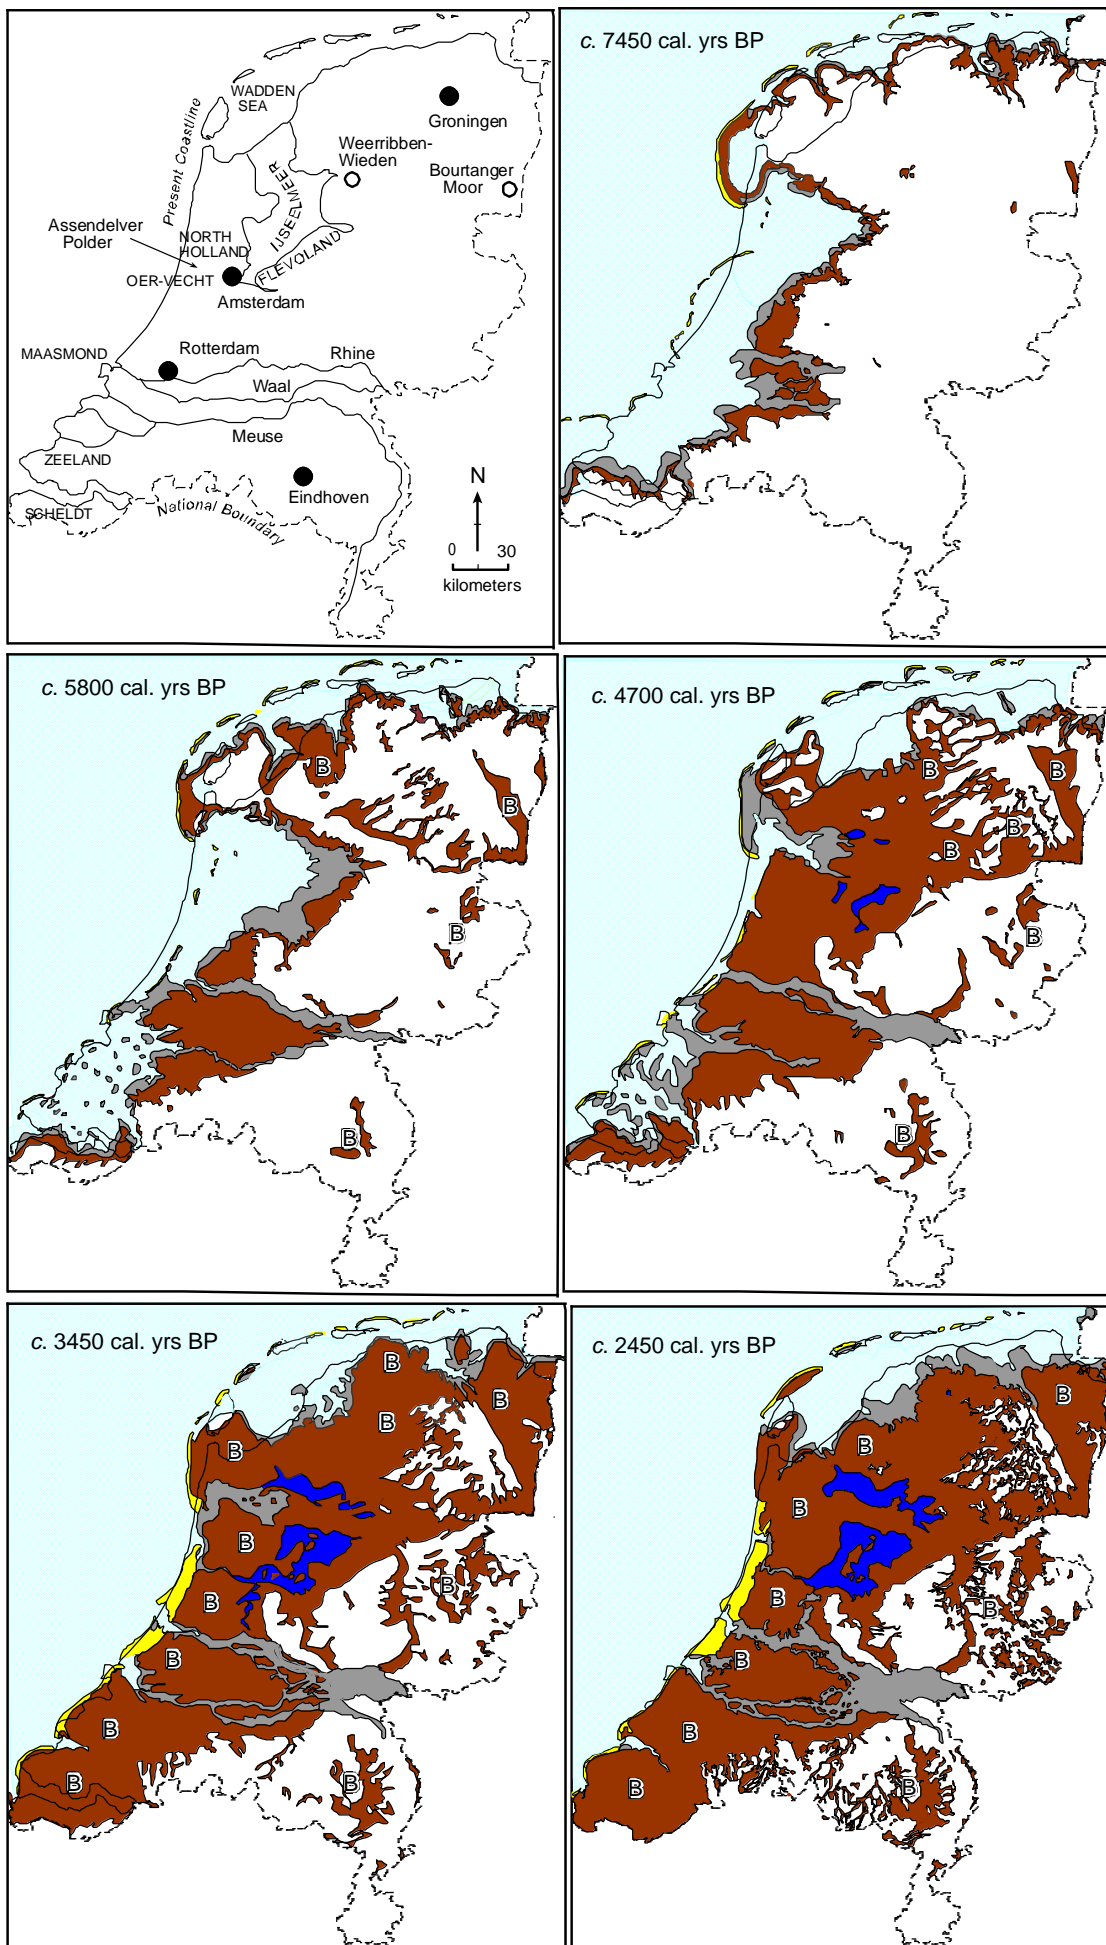 WADDEN
SEA
Present Coastline
Groningen
Weerribben-
Wieden
Bourtanger
Moor
IJSELMEER
Assendelver
Polder
NORTH
HOLLAND
FLEVOLAND
OER-VECHT
Amsterdam
MAASMOND
Rotterdam
Rhine
Waal
Meuse
ZEELAND
N
Eindhoven
SCHELDT
National Boundary
0 30
kilometers
c. 7450 cal. yrs BP
c. 5800 cal. yrs BP
B
B
B
B
c. 4700 cal. yrs BP
B
B
B
B
B
B
c. 3450 cal. yrs BP
B
B
B
B
B
B
B
B
B
B
B
c. 2450 cal. yrs BP
B
B
B
B
B
B
B
B
B